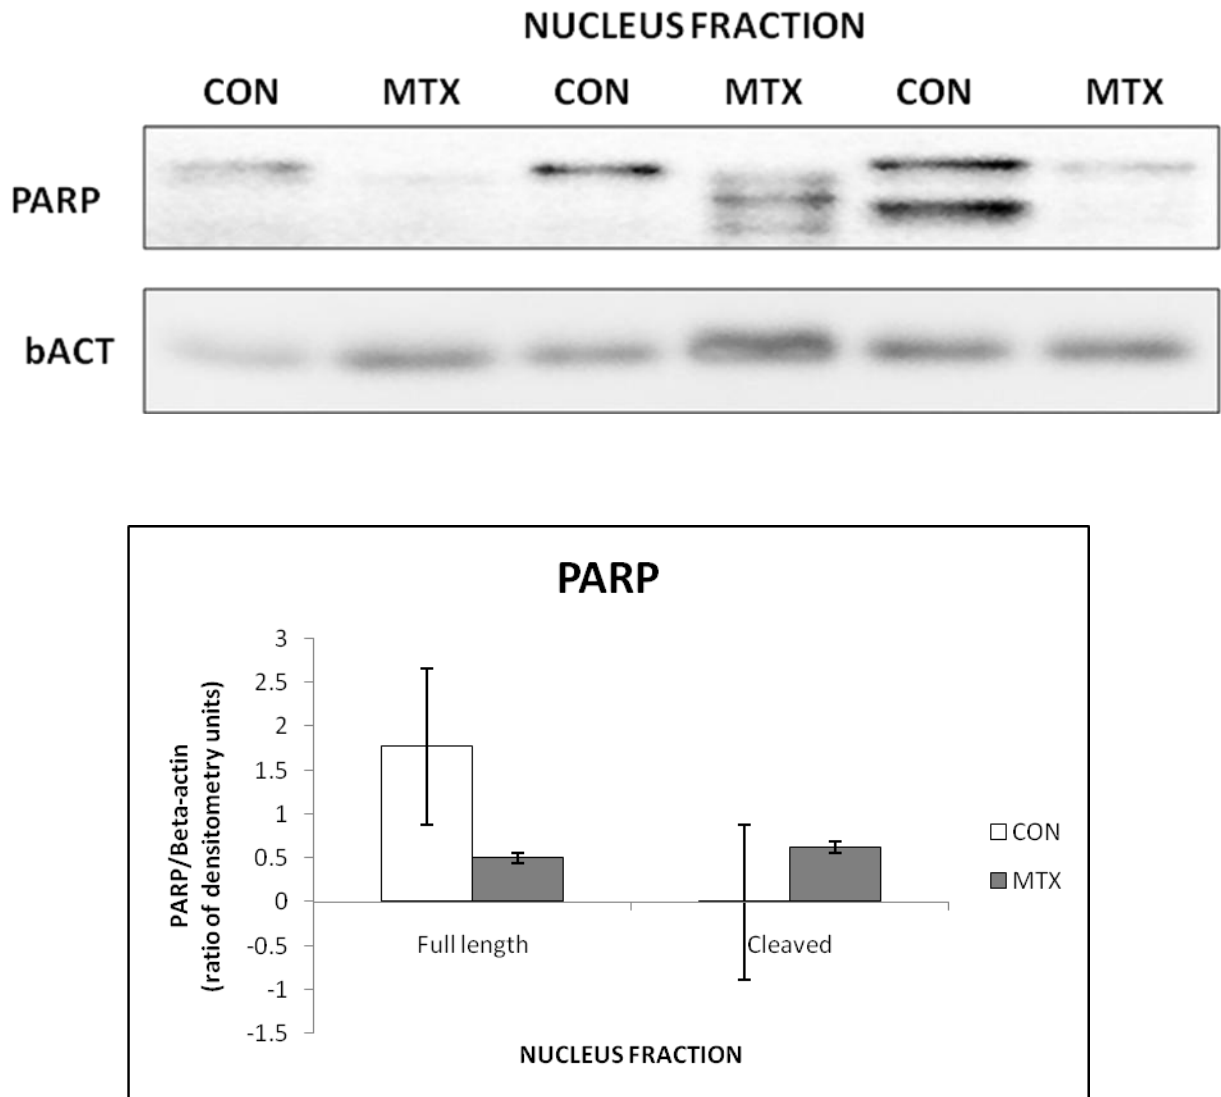 NUCLEUS FRACTION
CON MTX CON MTX CON MTX
PARP
bACT
PARP
PARP/Beta-actin
(ratio of densitometry units)
3
2.5
2
1.5
1
0.5
0
-0.5
-1
-1.5
Full length Cleaved
NUCLEUS FRACTION
CON
MTX